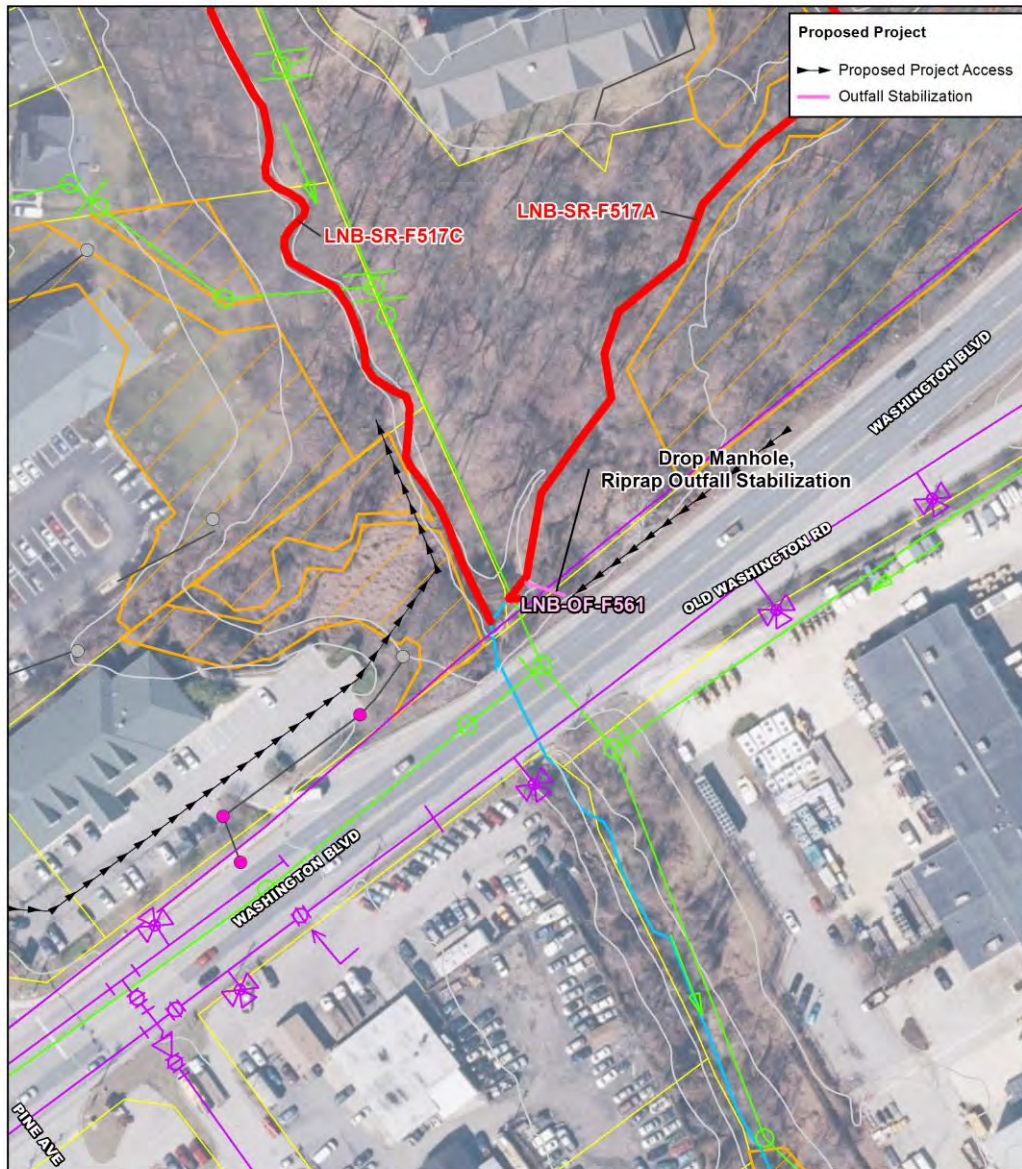 Proposed Project
Proposed Project Access
Outfall Stabilization
LNB-SR-F517C
LNB-SR-F517A
WASHINGTON BLVD
Drop Manhole,
Riprap Outfall Stabilization
OLD WASHINGTON RD
LNB-OF-F561
WASHINGTON BLVD
PINE AVE